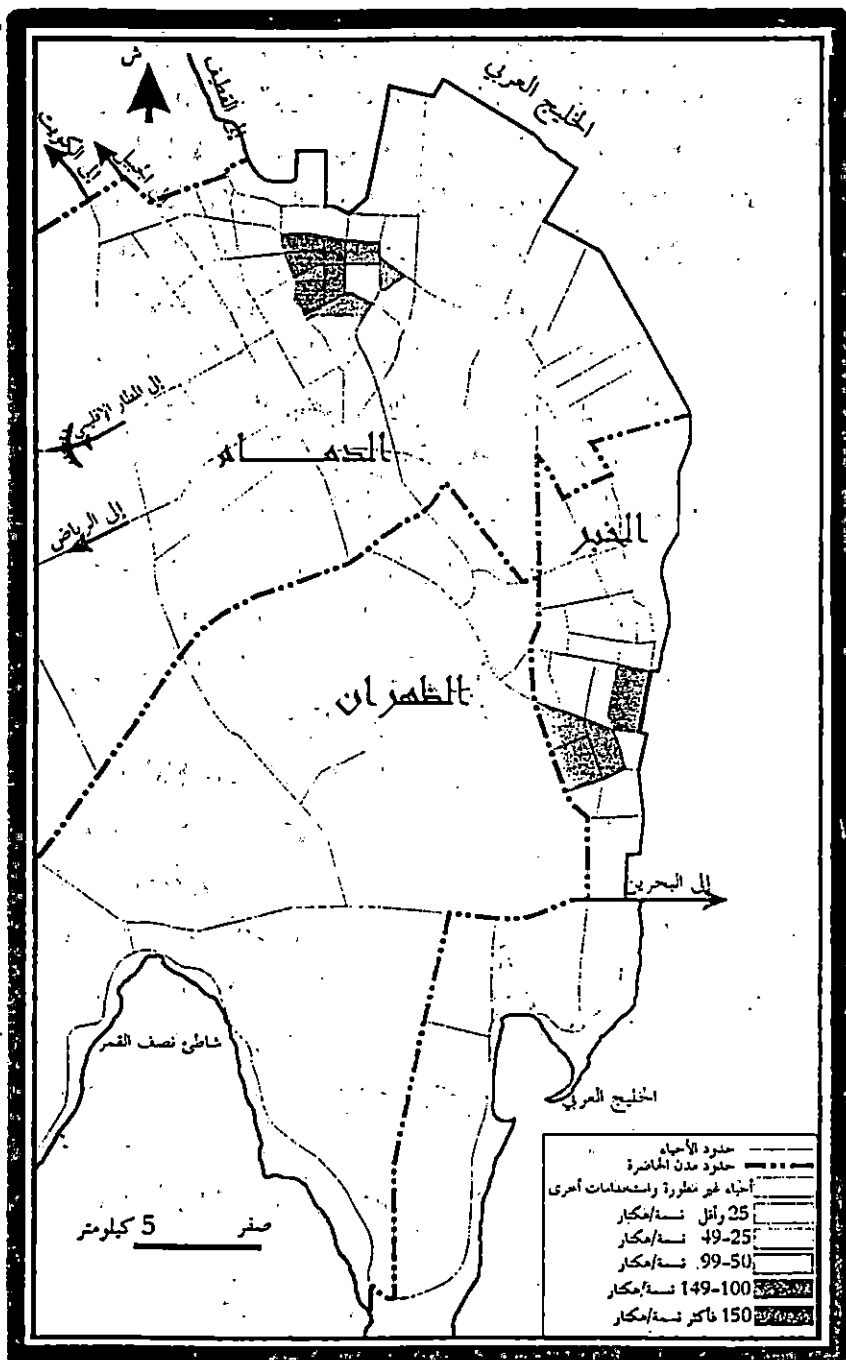 ش
الخليج العربي
إلى القطيف
الجبيل
إلى الكويت
إلى المطار الإقليمي
الدمام
إلى الرياض
الخبر
الظهران
إلى البحرين
شاطئ نصف القمر
الخليج العربي
صفر 5 كيلومتر
حدود الأحياء
حدود مدن الحاضرة
أحياء غير مطورة واستخدامات أخرى
25 وأقل نسمة/هكتار
25-49 نسمة/هكتار
50-99 نسمة/هكتار
100-149 نسمة/هكتار
150 فأكثر نسمة/هكتار